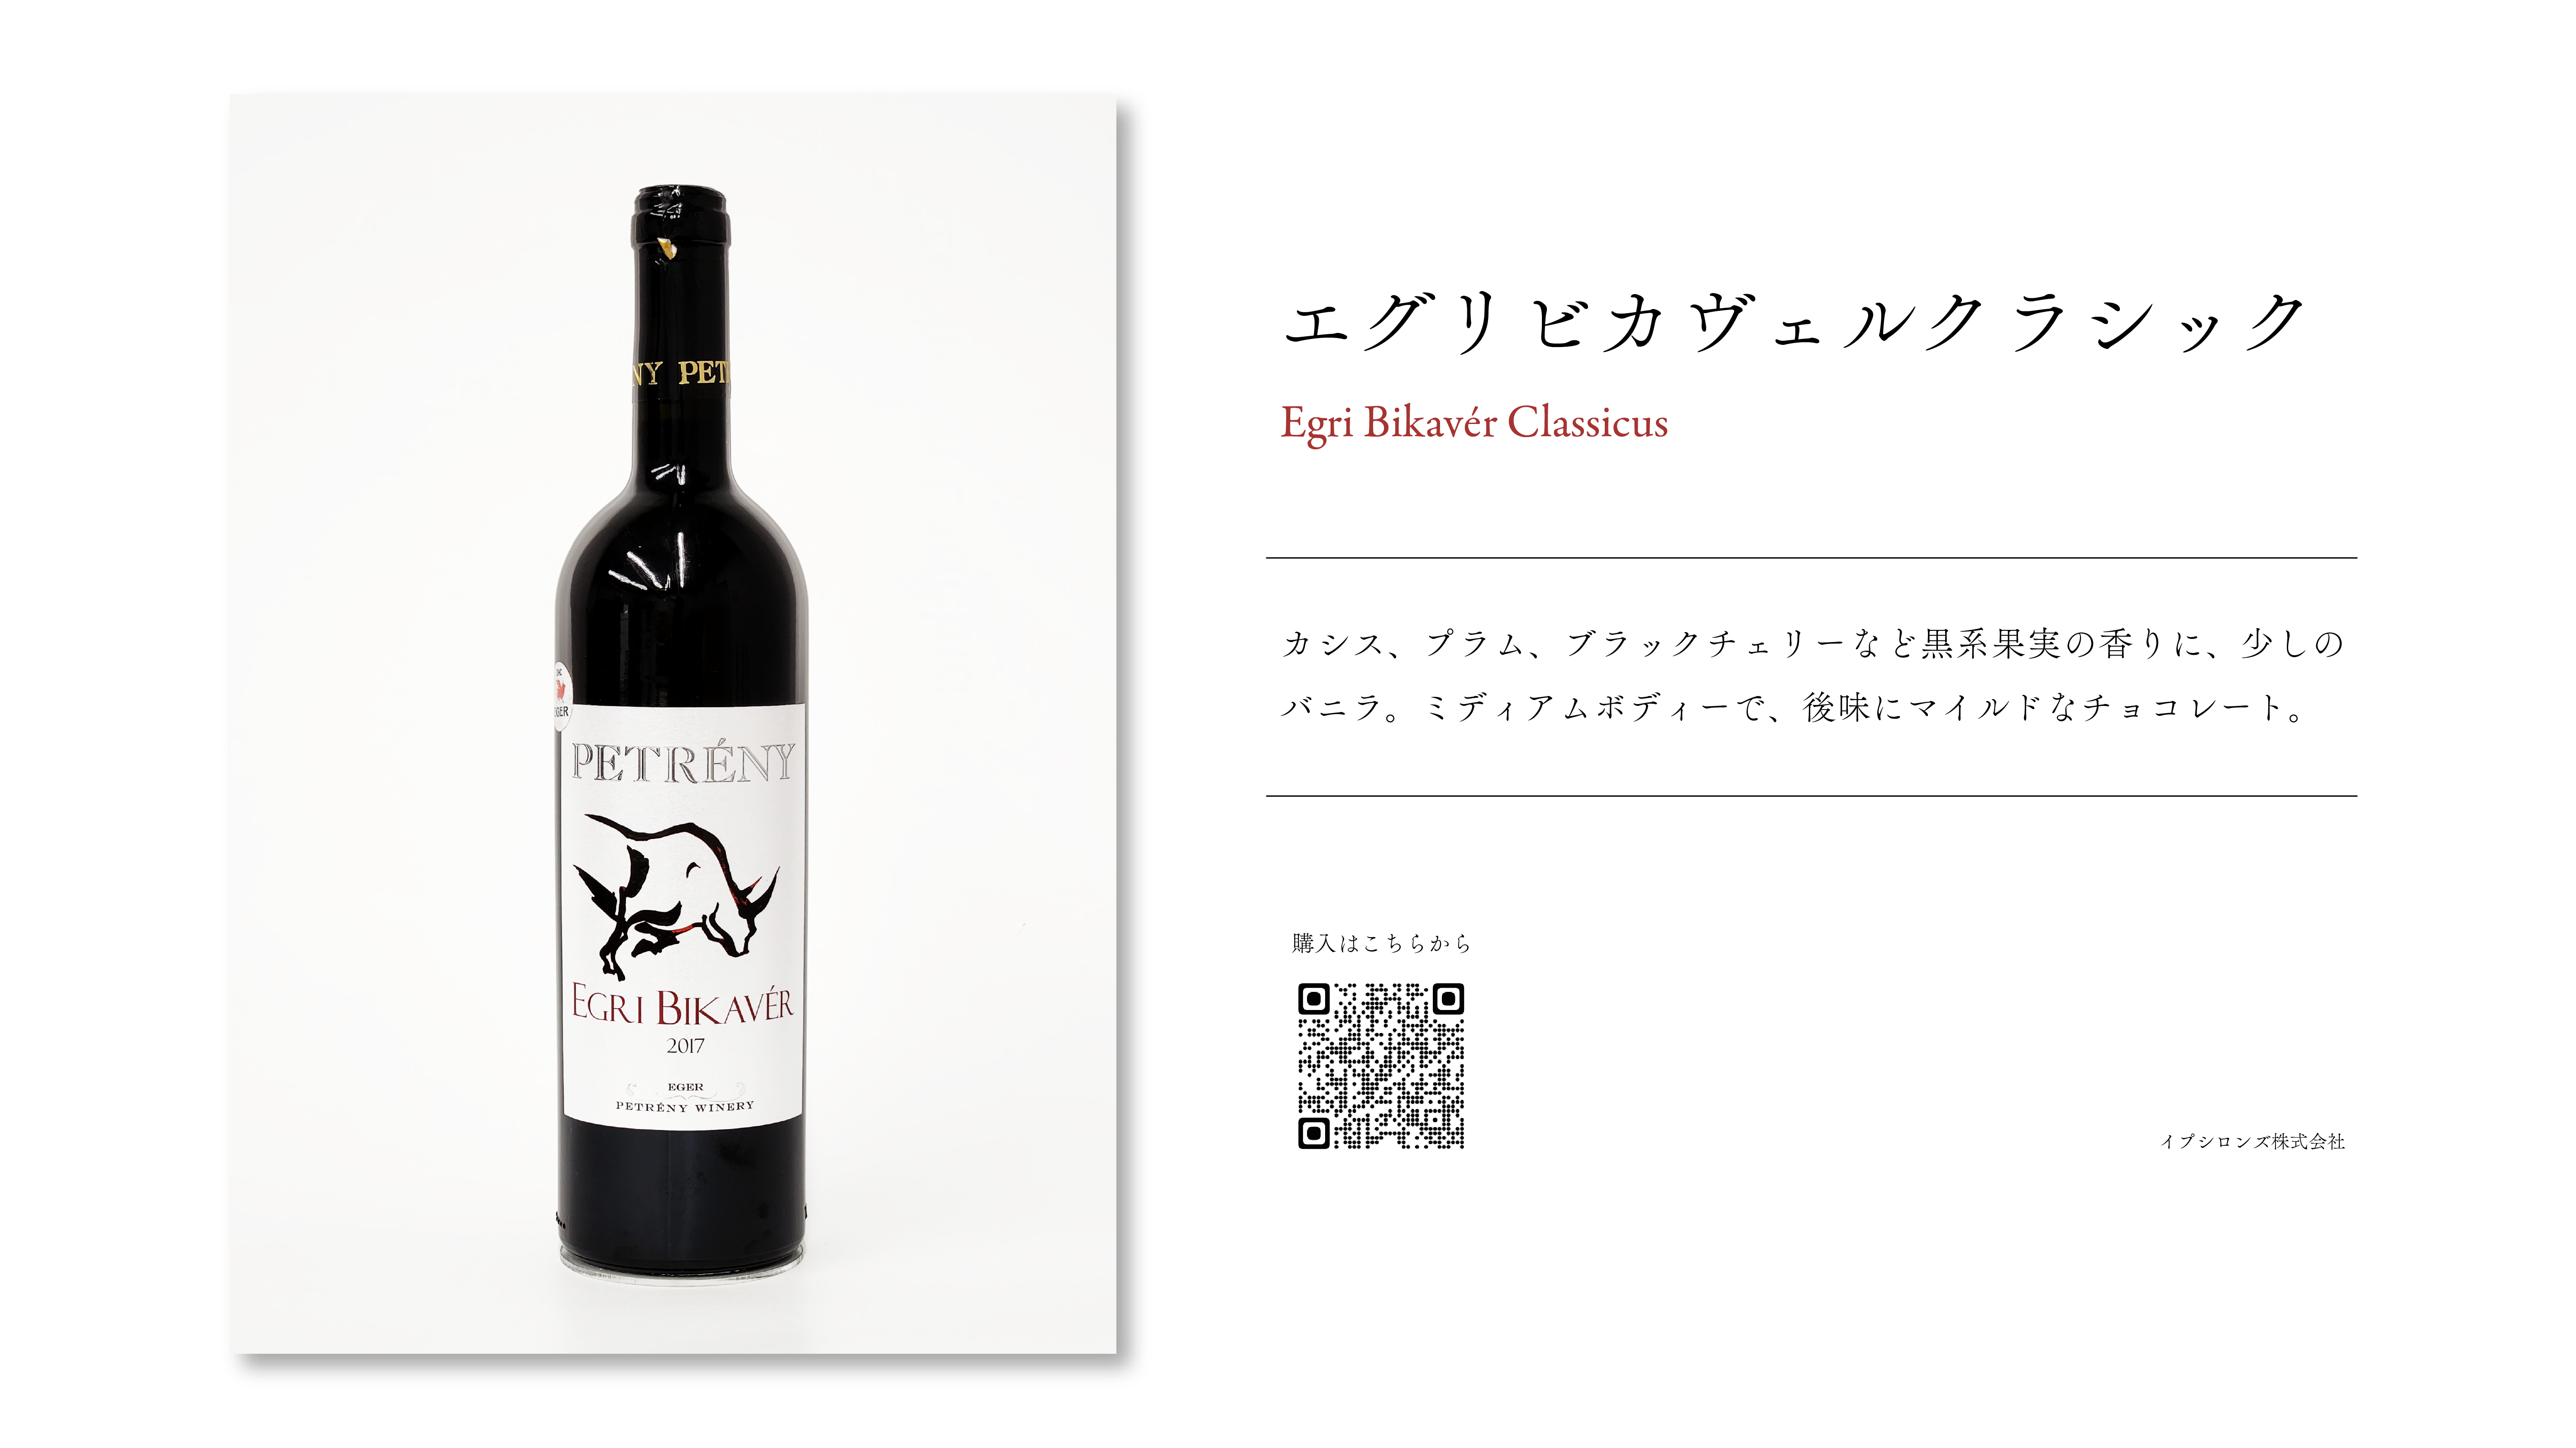 NY PET
EGER
PETRÉNY
EGRI BIKAVÉR
2017
EGER
PETRÉNY WINERY
エグリビカヴェルクラシック
Egri Bikavér Classicus
カシス、プラム、ブラックチェリーなど黒系果実の香りに、少しの
バニラ。ミディアムボディーで、後味にマイルドなチョコレート。
購入はこちらから
イプシロンズ株式会社